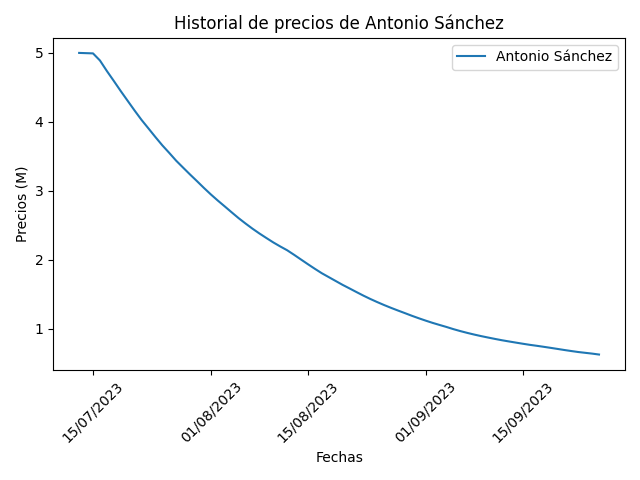 Historial de precios de Antonio Sánchez
Antonio Sánchez
Precios (M)
5
4
3
2
1
15/07/2023
01/08/2023
15/08/2023
01/09/2023
15/09/2023
Fechas